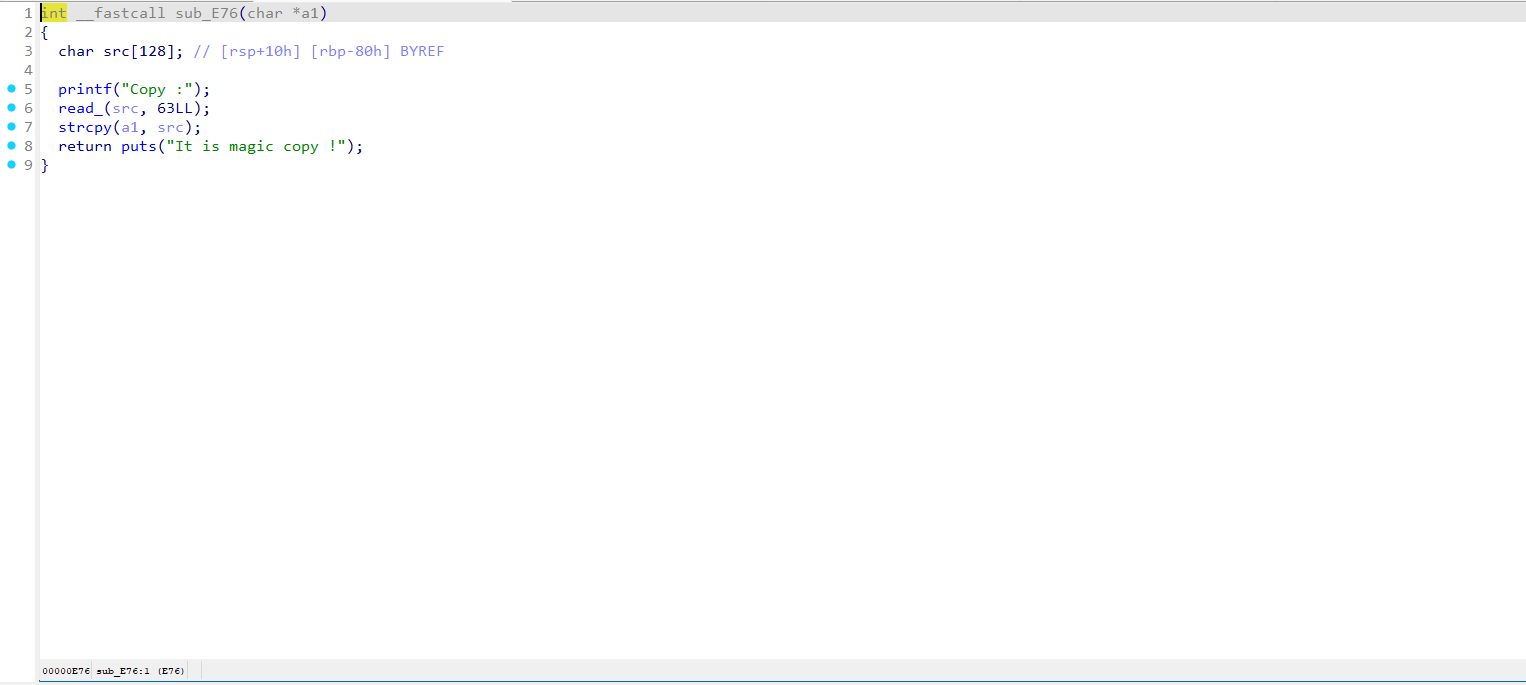 1 int __fastcall sub_E76(char *a1)
2 {
3 char src[128]; // [rsp+10h] [rbp-80h] BYREF
4
5 printf("Copy :");
6 read_(src, 63LL);
7 strcpy(a1, src);
8 return puts("It is magic copy !");
9 }
00000E76 sub_E76:1 (E76)